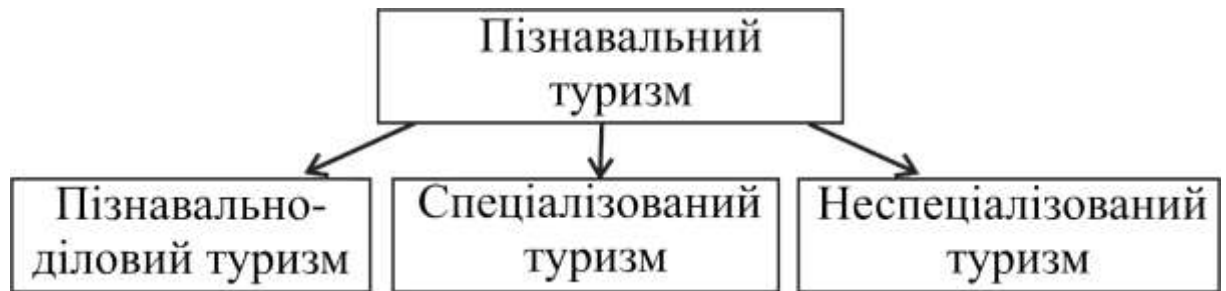 Пізнавальний
туризм
Пізнавально-
діловий туризм
Спеціалізований
туризм
Неспеціалізований
туризм